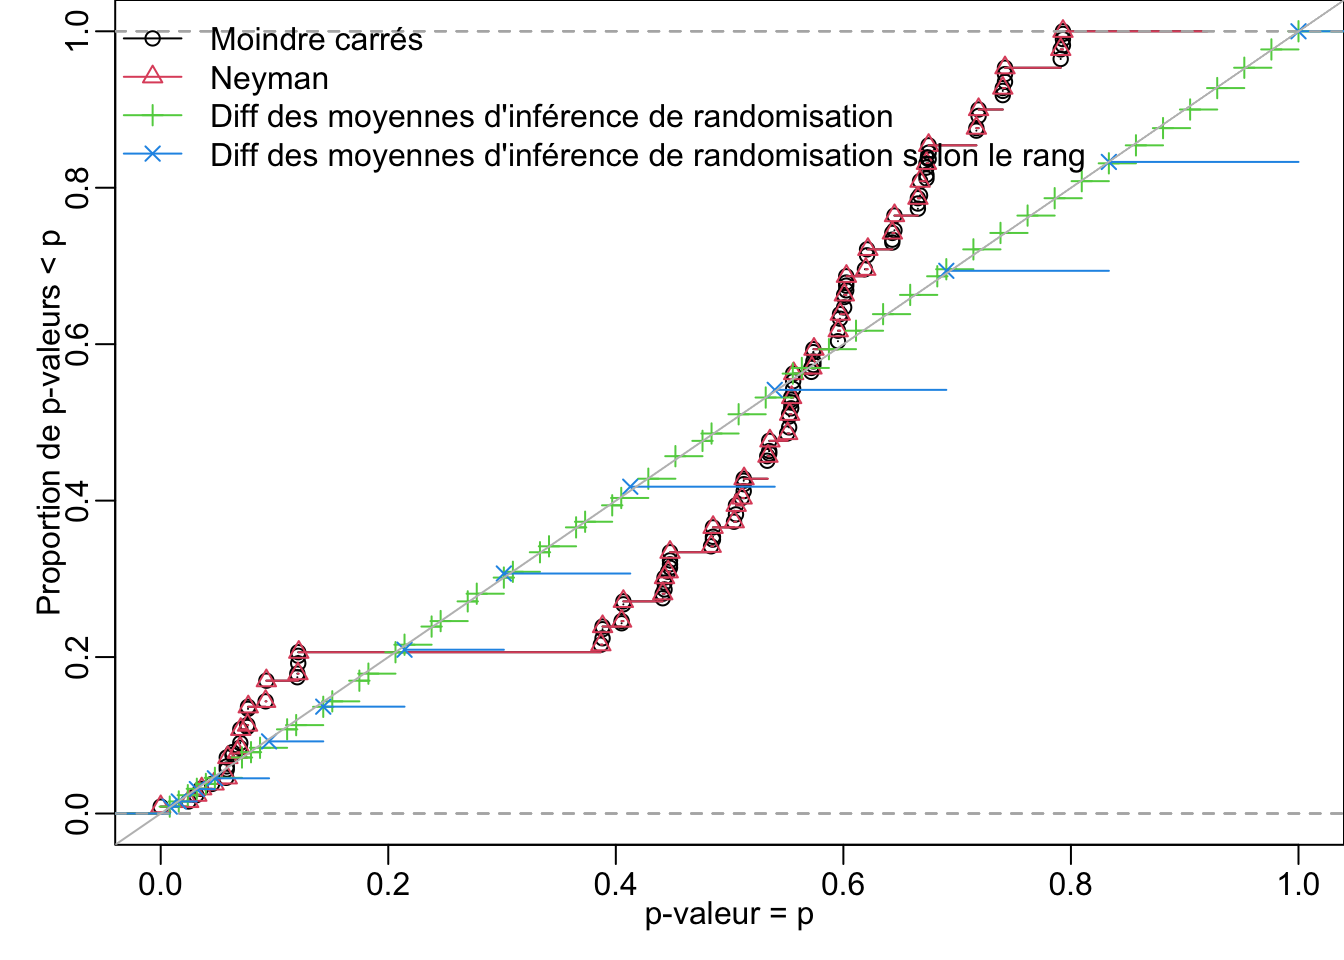 Moindre carrés
Neyman
Diff des moyennes d'inférence de randomisation
Diff des moyennes d'inférence de randomisation selon le rang
Proportion de p-valeurs < p
1.0
0.8
0.6
0.4
0.2
0.0
0.0 0.2 0.4 0.6 0.8 1.0
p-valeur = p